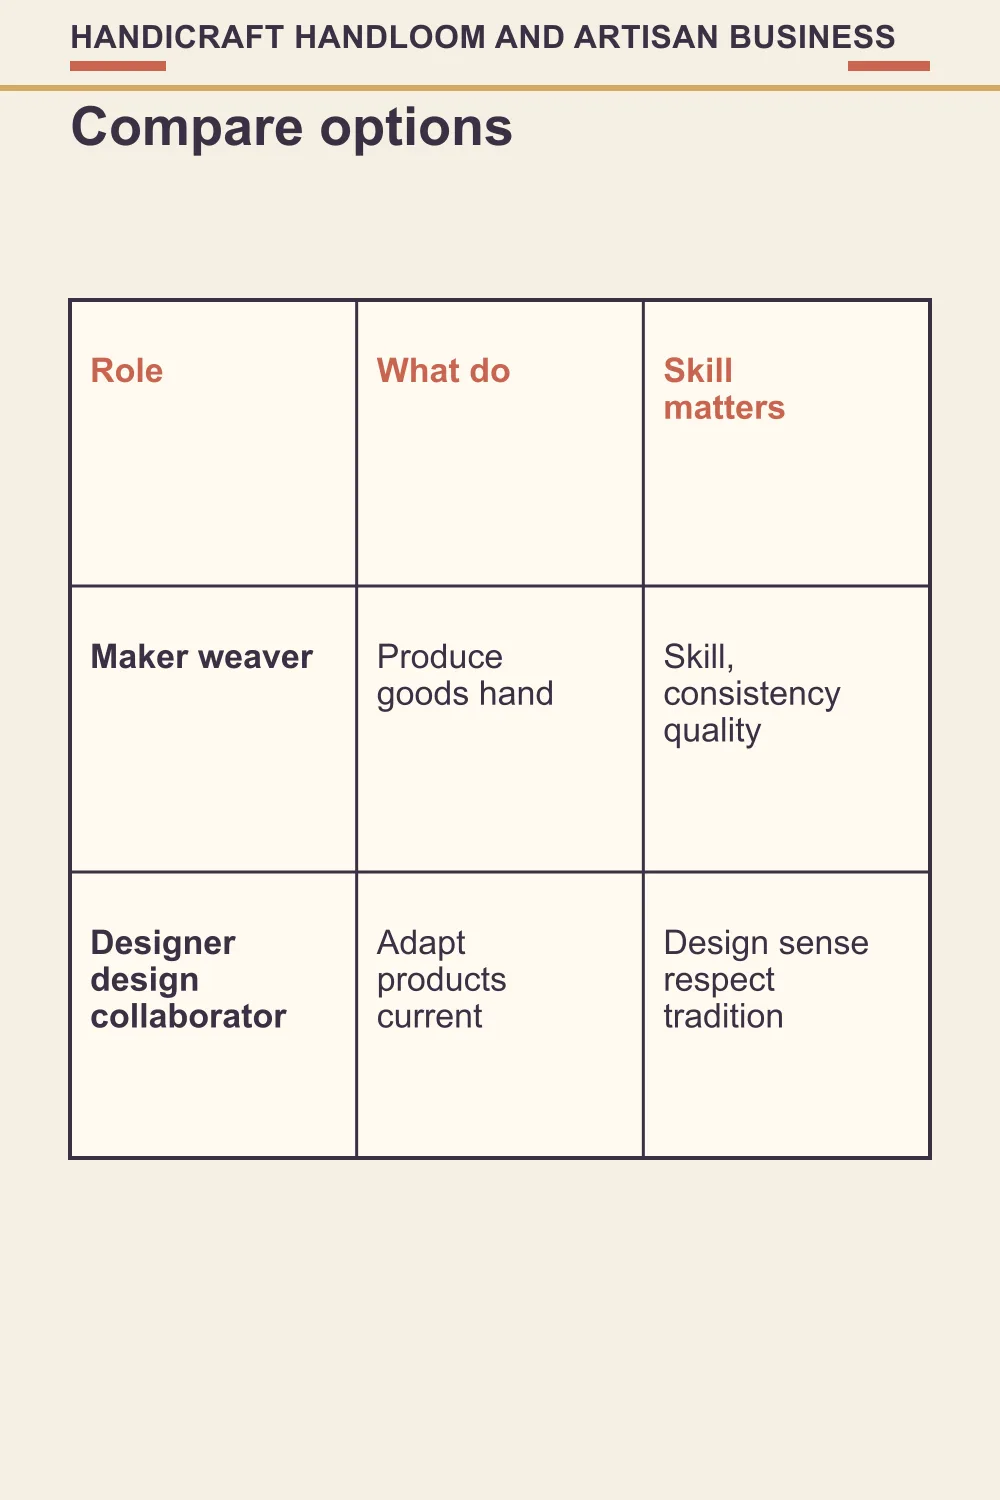 HANDICRAFT HANDLOOM AND ARTISAN BUSINESS
Compare options
Role
What do
Skill
matters
Maker weaver
Produce
goods hand
Skill,
consistency
quality
Designer
design
collaborator
Adapt
products
current
Design sense
respect
tradition